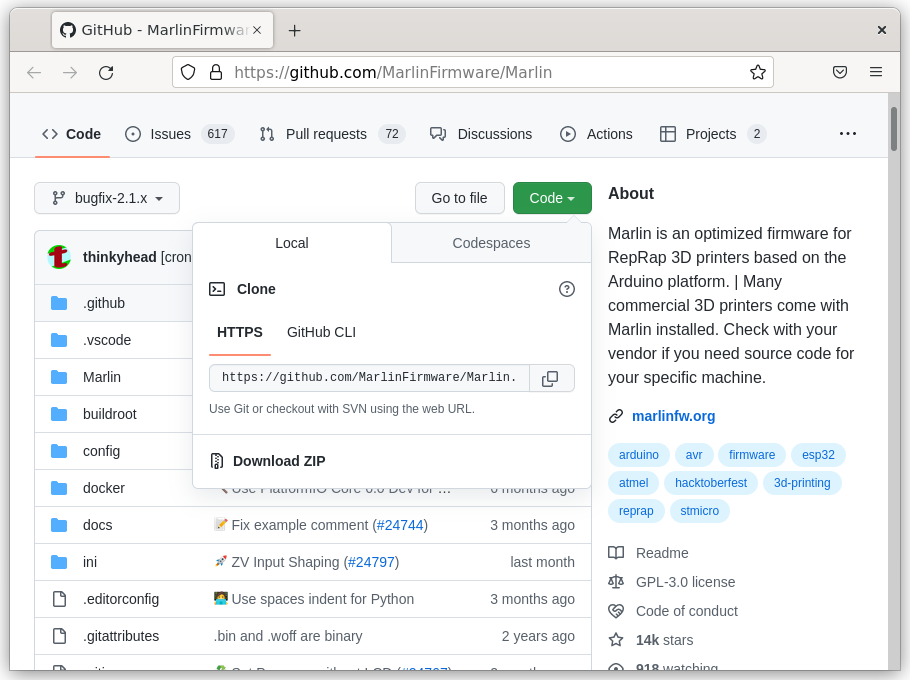 GitHub - MarlinFirmwar
https://github.com/MarlinFirmware/Marlin
Code
Issues 617
Pull requests 72
Discussions
Actions
Projects 2
bugfix-2.1.x
Go to file
Code
Local
Codespaces
Clone
HTTPS
GitHub CLI
https://github.com/MarlinFirmware/Marlin.
Use Git or checkout with SVN using the web URL.
Download ZIP
thinkyhead [cron
.github
.vscode
Marlin
buildroot
config
docker Use PlatformIO Core 6.0 Dev for … 6 months ago
docs Fix example comment (#24744) 3 months ago
ini ZV Input Shaping (#24797) last month
.editorconfig Use spaces indent for Python 3 months ago
.gitattributes .bin and .woff are binary 2 years ago
About
Marlin is an optimized firmware for
RepRap 3D printers based on the
Arduino platform. | Many
commercial 3D printers come with
Marlin installed. Check with your
vendor if you need source code for
your specific machine.
marlinfw.org
arduino avr firmware esp32
atmel hacktoberfest 3d-printing
reprap stmicro
Readme
GPL-3.0 license
Code of conduct
14k stars
918 watching